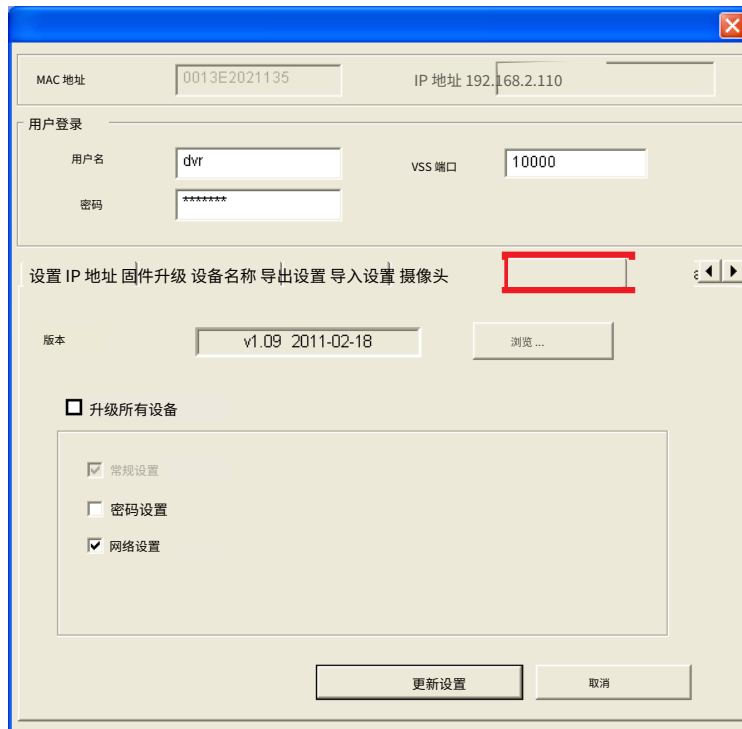 MAC 地址
0013E2021135
IP 地址 192.168.2.110
用户登录
用户名
dvr
VSS 端口
10000
密码
*******
设置 IP 地址 固件升级 设备名称 导出设置 导入设置 摄像头
版本
v1.09 2011-02-18
浏览 ...
升级所有设备
常规设置
密码设置
网络设置
更新设置
取消